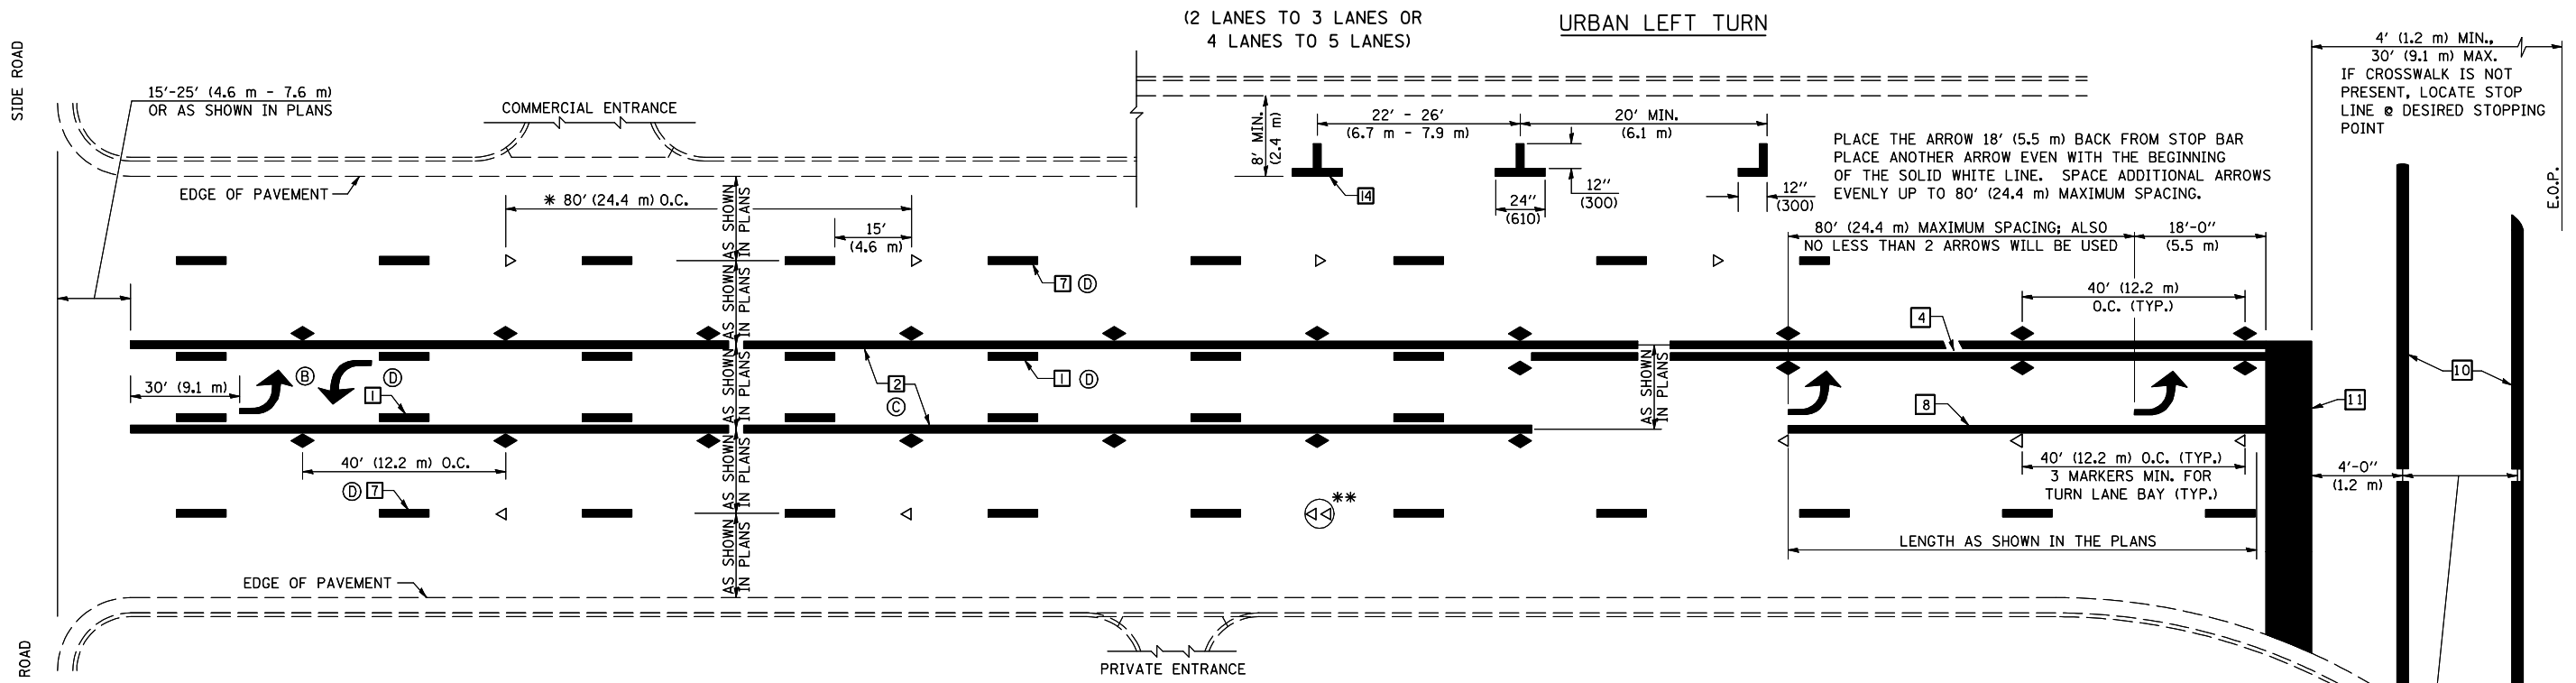 (2 LANES TO 3 LANES OR
4 LANES TO 5 LANES)
URBAN LEFT TURN
SIDE ROAD
15'-25' (4.6 m - 7.6 m)
OR AS SHOWN IN PLANS
COMMERCIAL ENTRANCE
EDGE OF PAVEMENT
* 80' (24.4 m) O.C.
15'
(4.6 m)
8' MIN.
(2.4 m)
22' - 26'
(6.7 m - 7.9 m)
20' MIN.
(6.1 m)
14
24''
(610)
12''
(300)
12''
(300)
4' (1.2 m) MIN.,
30' (9.1 m) MAX.
IF CROSSWALK IS NOT
PRESENT, LOCATE STOP
LINE @ DESIRED STOPPING
POINT
E.O.P.
PLACE THE ARROW 18' (5.5 m) BACK FROM STOP BAR
PLACE ANOTHER ARROW EVEN WITH THE BEGINNING
OF THE SOLID WHITE LINE. SPACE ADDITIONAL ARROWS
EVENLY UP TO 80' (24.4 m) MAXIMUM SPACING.
80' (24.4 m) MAXIMUM SPACING; ALSO
NO LESS THAN 2 ARROWS WILL BE USED
18'-0''
(5.5 m)
7 D
40' (12.2 m)
O.C. (TYP.)
4
AS SHOWN
IN PLANS
AS SHOWN
IN PLANS
AS SHOWN
IN PLANS
AS SHOWN
IN PLANS
AS SHOWN
IN PLANS
AS SHOWN
IN PLANS
30' (9.1 m)
B
D
1
2
C
1 D
8
10
11
40' (12.2 m) O.C.
D 7
**
40' (12.2 m) O.C. (TYP.)
3 MARKERS MIN. FOR
TURN LANE BAY (TYP.)
4'-0''
(1.2 m)
LENGTH AS SHOWN IN THE PLANS
EDGE OF PAVEMENT
PRIVATE ENTRANCE
ROAD